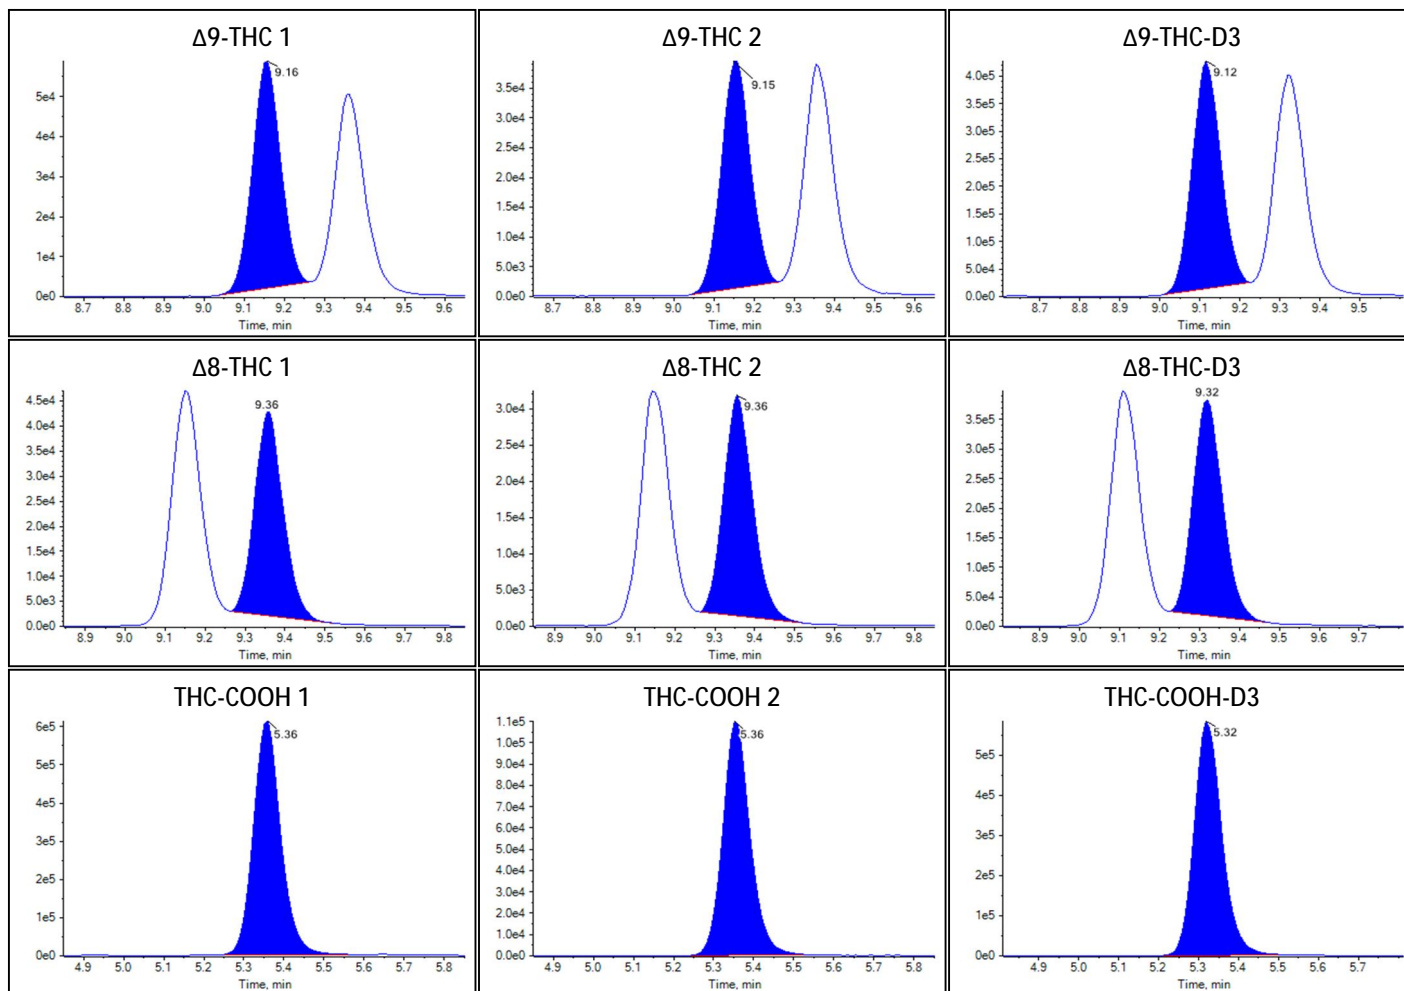 Δ9-THC 1
9.16
5e4
4e4
3e4
2e4
1e4
0e0
8.7 8.8 8.9 9.0 9.1 9.2 9.3 9.4 9.5 9.6
Time, min
Δ9-THC 2
9.15
3.5e4
3.0e4
2.5e4
2.0e4
1.5e4
1.0e4
5.0e3
0.0e0
8.7 8.8 8.9 9.0 9.1 9.2 9.3 9.4 9.5 9.6
Time, min
Δ9-THC-D3
9.12
4.0e5
3.5e5
3.0e5
2.5e5
2.0e5
1.5e5
1.0e5
5.0e4
0.0e0
8.7 8.8 8.9 9.0 9.1 9.2 9.3 9.4 9.5
Time, min
Δ8-THC 1
9.36
4.5e4
4.0e4
3.5e4
3.0e4
2.5e4
2.0e4
1.5e4
1.0e4
5.0e3
0.0e0
8.9 9.0 9.1 9.2 9.3 9.4 9.5 9.6 9.7 9.8
Time, min
Δ8-THC 2
9.36
3.0e4
2.5e4
2.0e4
1.5e4
1.0e4
5.0e3
0.0e0
8.9 9.0 9.1 9.2 9.3 9.4 9.5 9.6 9.7 9.8
Time, min
Δ8-THC-D3
9.32
3.5e5
3.0e5
2.5e5
2.0e5
1.5e5
1.0e5
5.0e4
0.0e0
8.9 9.0 9.1 9.2 9.3 9.4 9.5 9.6 9.7
Time, min
THC-COOH 1
5.36
6e5
5e5
4e5
3e5
2e5
1e5
0e0
4.9 5.0 5.1 5.2 5.3 5.4 5.5 5.6 5.7 5.8
Time, min
THC-COOH 2
5.36
1.1e5
1.0e5
9.0e4
8.0e4
7.0e4
6.0e4
5.0e4
4.0e4
3.0e4
2.0e4
1.0e4
0.0e0
4.9 5.0 5.1 5.2 5.3 5.4 5.5 5.6 5.7 5.8
Time, min
THC-COOH-D3
5.32
5e5
4e5
3e5
2e5
1e5
0e0
4.9 5.0 5.1 5.2 5.3 5.4 5.5 5.6 5.7
Time, min